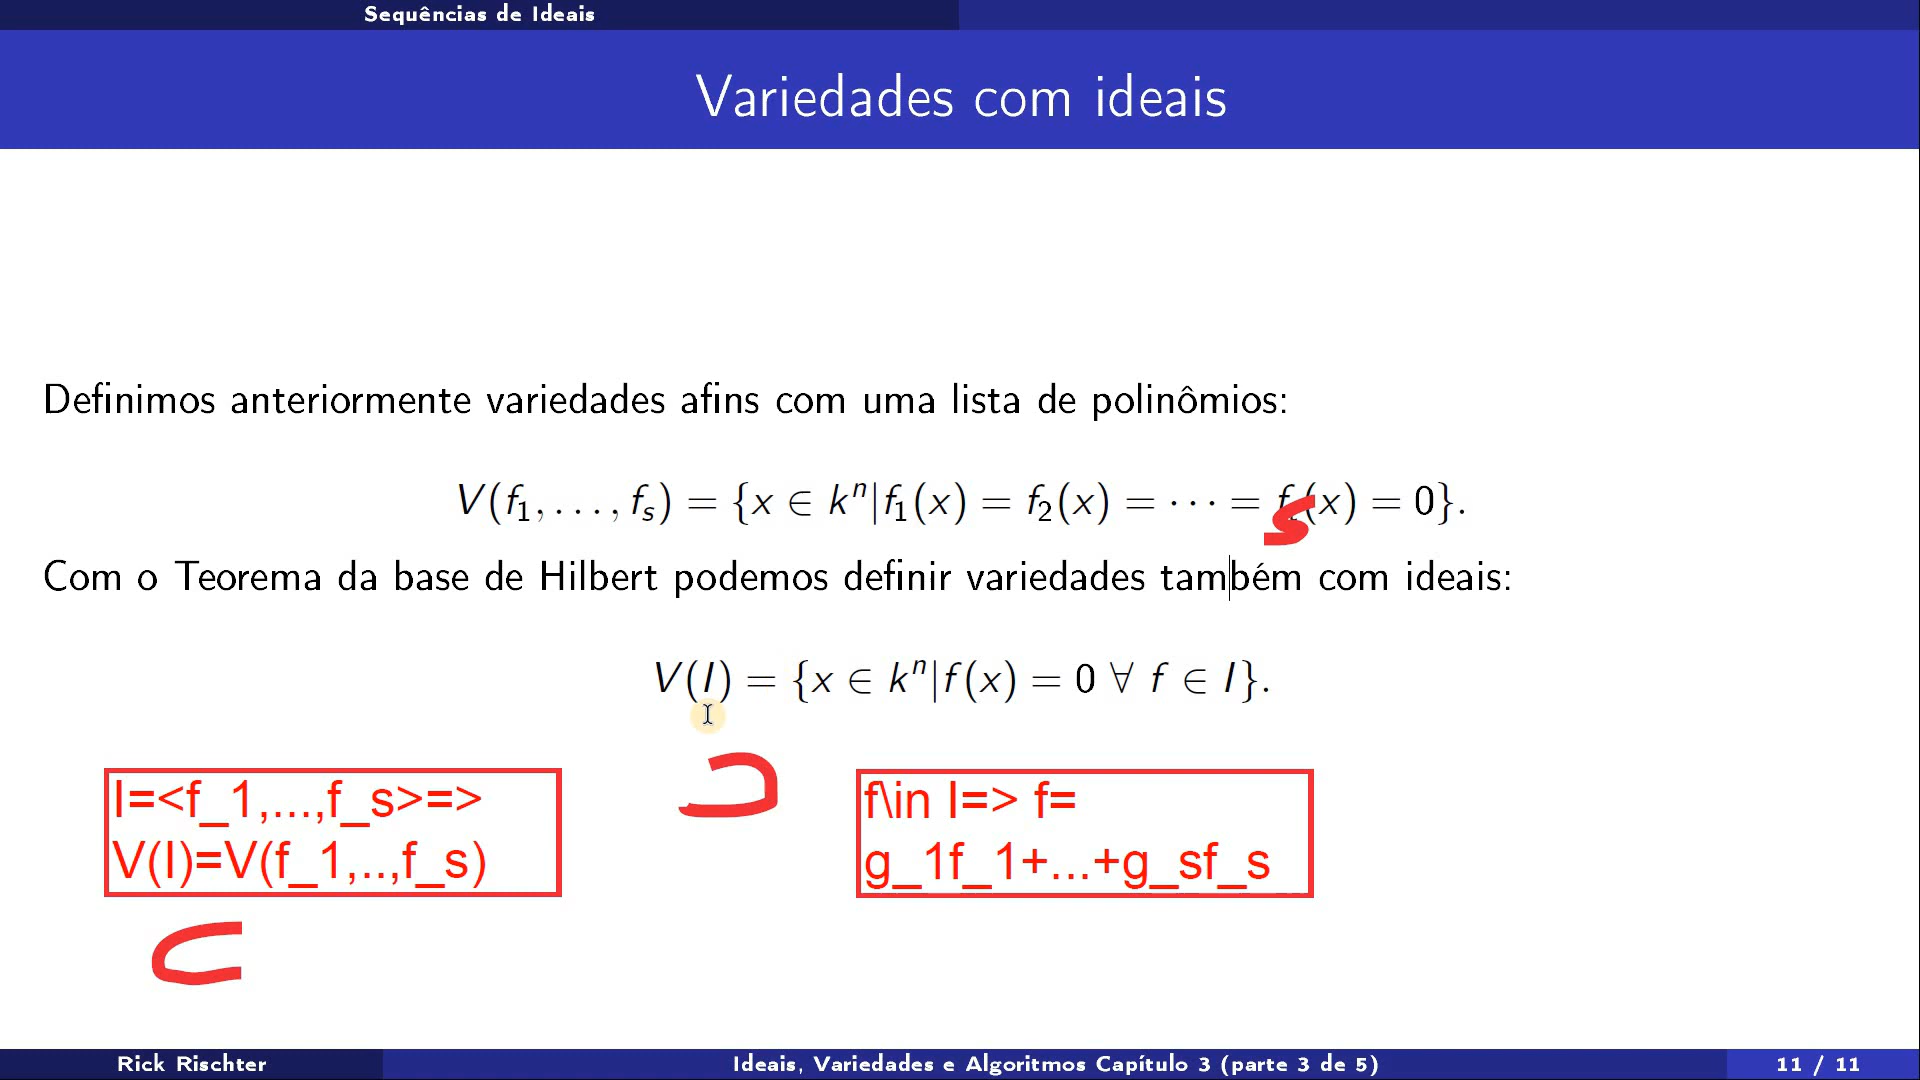 Sequências de Ideais
Variedades com ideais
Definimos anteriormente variedades afins com uma lista de polinômios:
V(f₁, . . . , fₛ) = {x ∈ kⁿ|f₁(x) = f₂(x) = · · · = fₛ(x) = 0}.
Com o Teorema da base de Hilbert podemos definir variedades também com ideais:
V(I) = {x ∈ kⁿ|f(x) = 0 ∀ f ∈ I}.
I=<f_1,...,f_s>=>
V(I)=V(f_1,..,f_s)
⊂
⊃
f\in I=> f=
g_1f_1+...+g_sf_s
Rick Rischter
Ideais, Variedades e Algoritmos Capítulo 3 (parte 3 de 5)
11 / 11